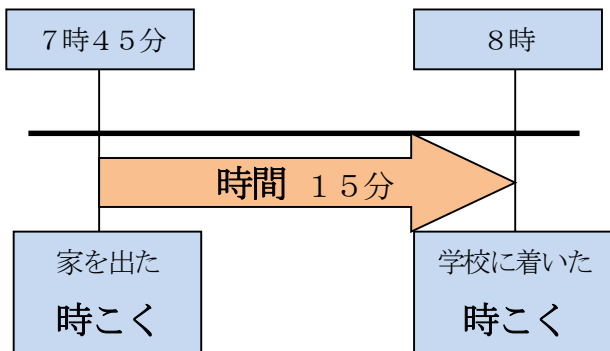 7時45分
8時
時間 15分
家を出た
時こく
学校に着いた
時こく